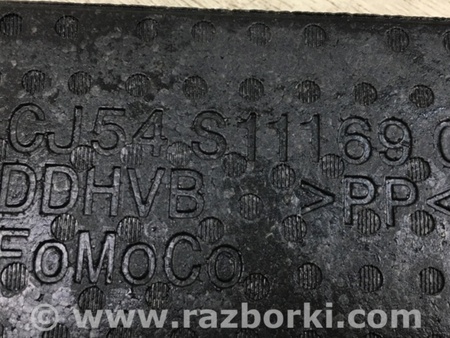 CJ54 S11169 C
DDHVB >PP<
FoMoCo
© www.razborki.com